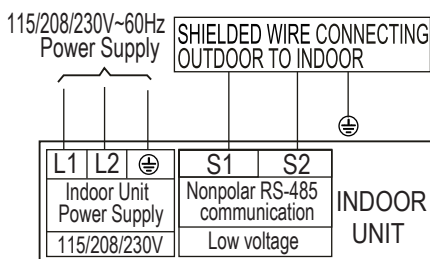 115/208/230V~60Hz
Power Supply
SHIELDED WIRE CONNECTING
OUTDOOR TO INDOOR
L1 L2
S1 S2
Indoor Unit
Power Supply
Nonpolar RS-485
communication
115/208/230V
Low voltage
INDOOR
UNIT